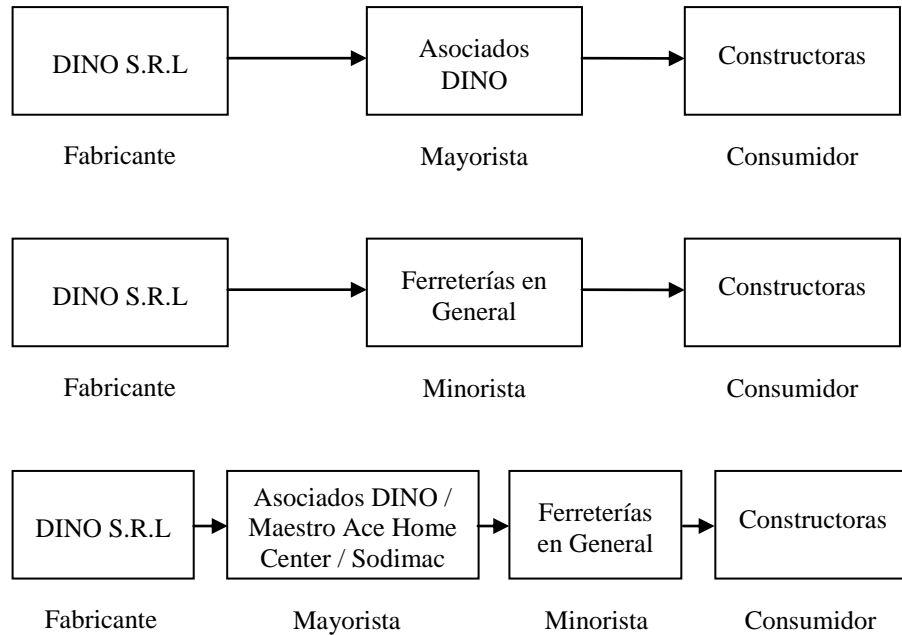 DINO S.R.L
Asociados
DINO
Constructoras
Fabricante
Mayorista
Consumidor
DINO S.R.L
Ferreterías en
General
Constructoras
Fabricante
Minorista
Consumidor
DINO S.R.L
Asociados DINO /
Maestro Ace Home
Center / Sodimac
Ferreterías
en General
Constructoras
Fabricante
Mayorista
Minorista
Consumidor